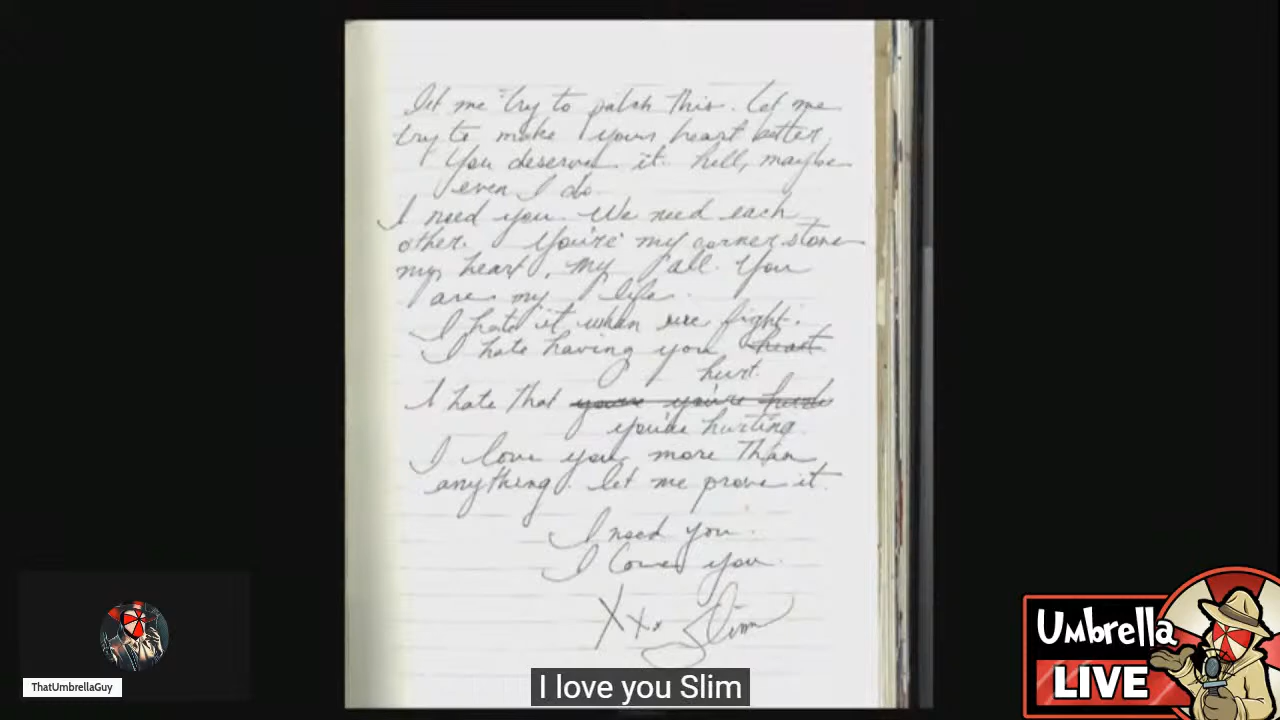 let me try to patch this. Let me
try to make your heart better.
You deserve it. hell, maybe
even I do.
I need you. We need each
other. You're my cornerstone
my heart, my all. You
are my life.
I hate it when we fight.
I hate having you heart
hurt.
I hate that you're hurt
you're hurting
I love you more than
anything. let me prove it.
I need you.
I love you.
Xxx Slim
I love you Slim
ThatUmbrellaGuy
UMBRELLA
LIVE